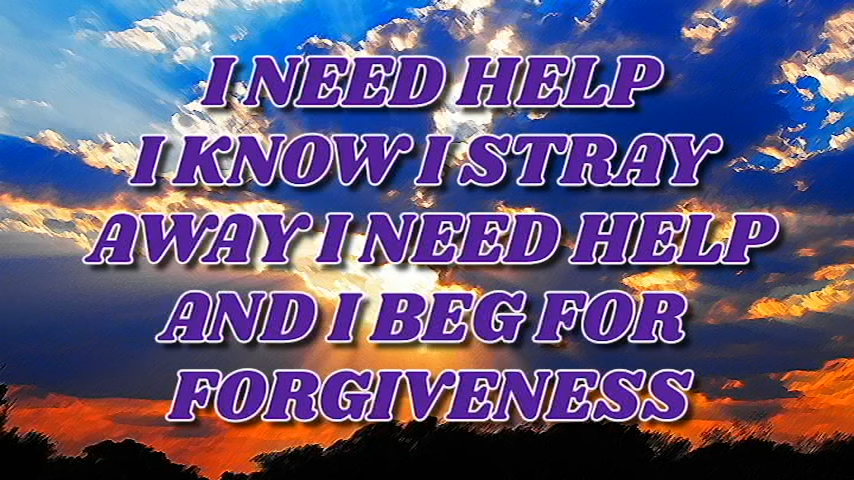 I NEED HELP
I KNOW I STRAY
AWAY I NEED HELP
AND I BEG FOR
FORGIVENESS